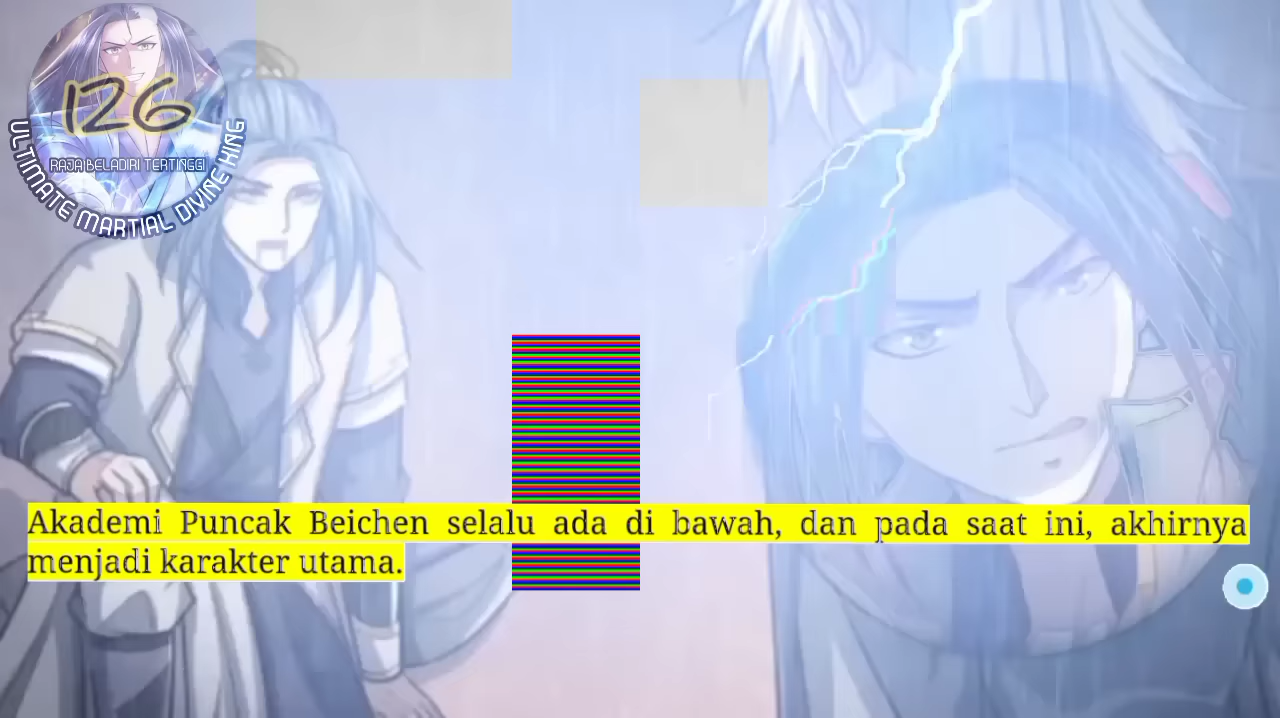 126
RAJA BELADIRI TERTINGGI
ULTIMATE MARTIAL DIVINE KING
Akademi Puncak Beichen selalu ada di bawah, dan pada saat ini, akhirnya
menjadi karakter utama.